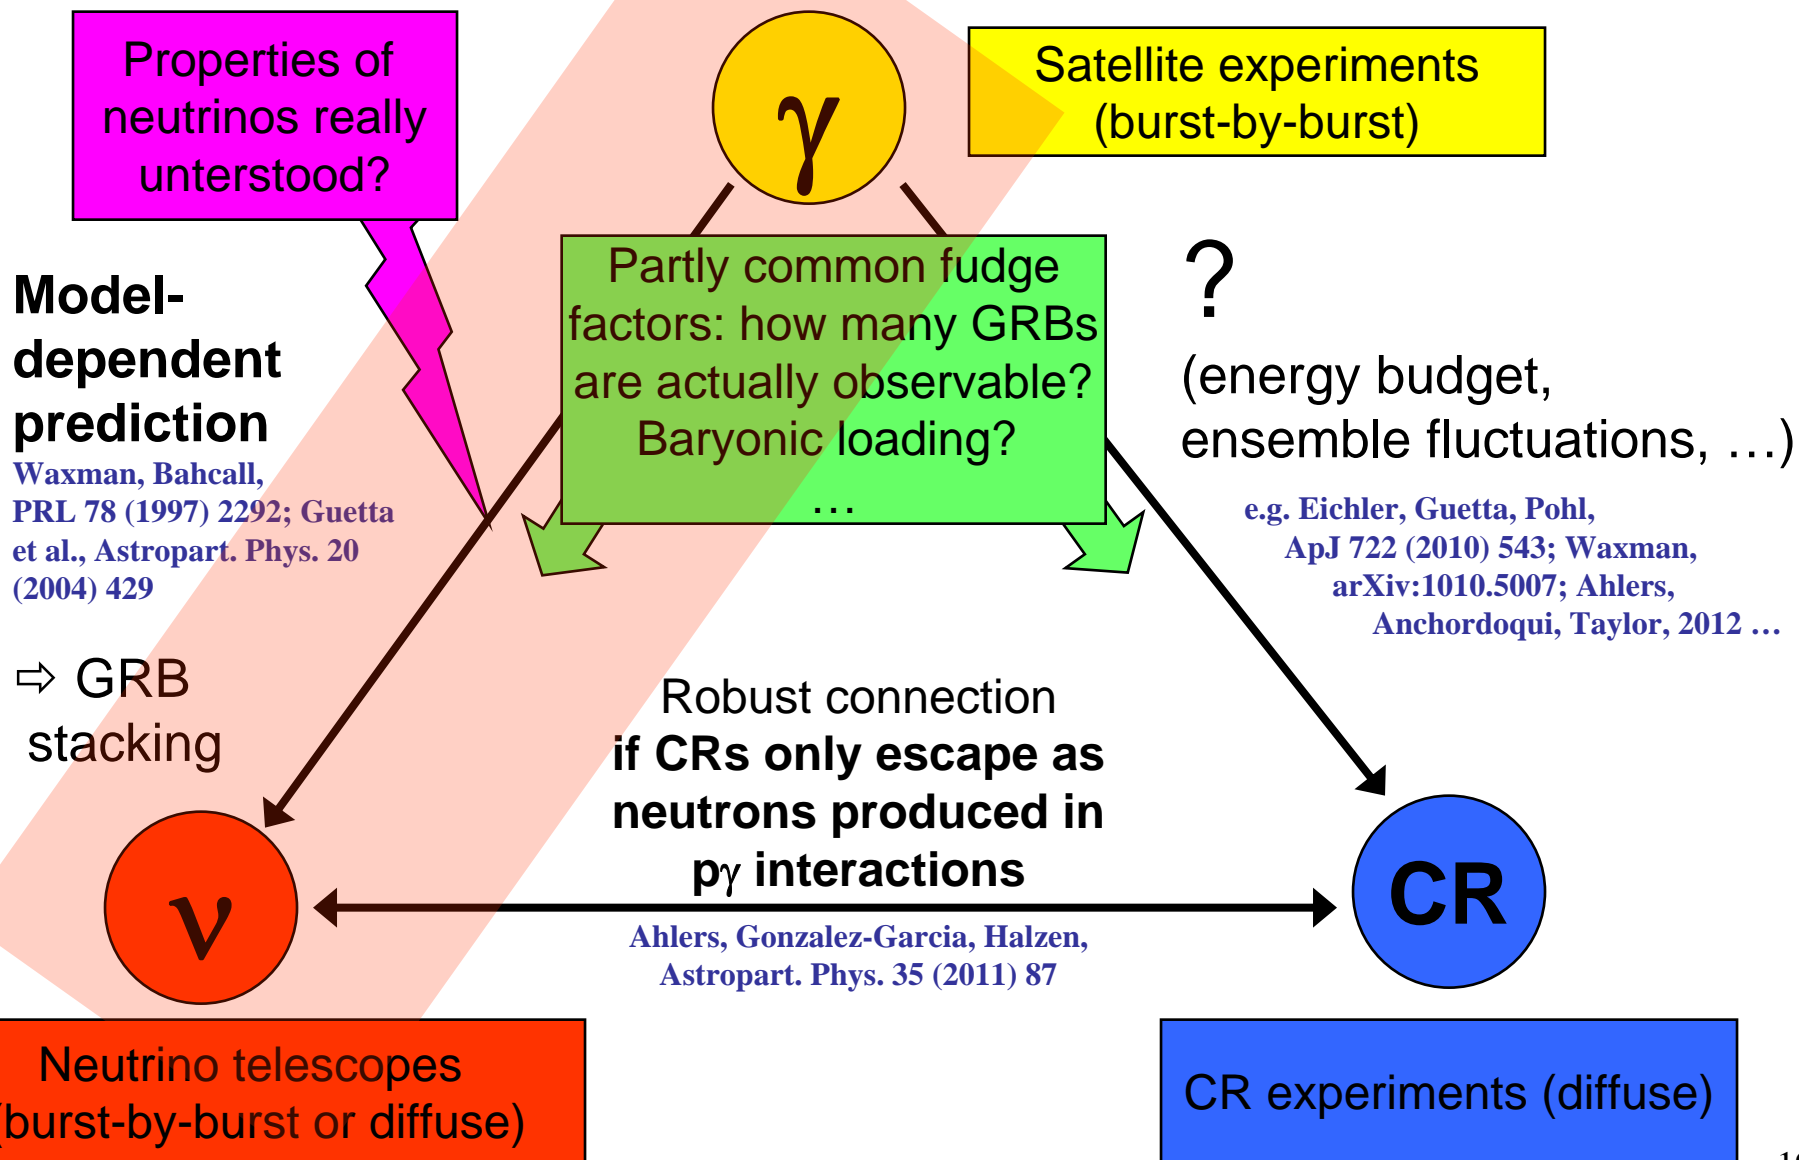 Properties of
neutrinos really
unterstood?
γ
Satellite experiments
(burst-by-burst)
Model-
dependent
prediction
Waxman, Bahcall,
PRL 78 (1997) 2292; Guetta
et al., Astropart. Phys. 20
(2004) 429
⇨ GRB
stacking
Partly common fudge
factors: how many GRBs
are actually observable?
Baryonic loading?
…
?
(energy budget,
ensemble fluctuations, …)
e.g. Eichler, Guetta, Pohl,
ApJ 722 (2010) 543; Waxman,
arXiv:1010.5007; Ahlers,
Anchordoqui, Taylor, 2012 …
Robust connection
if CRs only escape as
neutrons produced in
pγ interactions
Ahlers, Gonzalez-Garcia, Halzen,
Astropart. Phys. 35 (2011) 87
ν
CR
Neutrino telescopes
(burst-by-burst or diffuse)
CR experiments (diffuse)